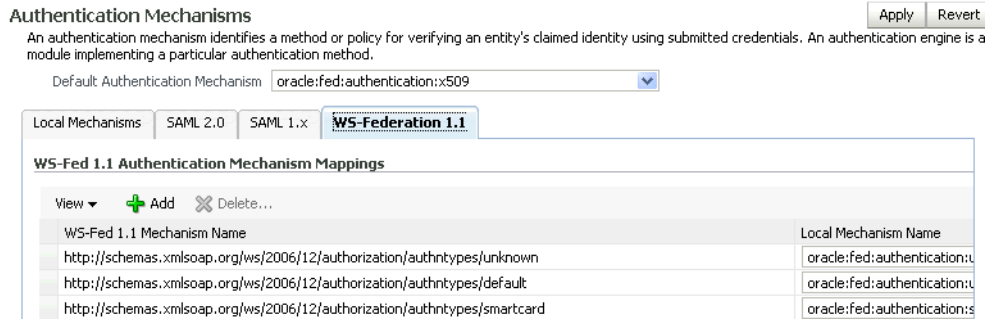 Authentication Mechanisms
Apply Revert
An authentication mechanism identifies a method or policy for verifying an entity's claimed identity using submitted credentials. An authentication engine is a
module implementing a particular authentication method.
Default Authentication Mechanism oracle:fed:authentication:x509
Local Mechanisms SAML 2.0 SAML 1.x WS-Federation 1.1
WS-Fed 1.1 Authentication Mechanism Mappings
View Add Delete...
WS-Fed 1.1 Mechanism Name Local Mechanism Name
http://schemas.xmlsoap.org/ws/2006/12/authorization/authntypes/unknown oracle:fed:authentication:u
http://schemas.xmlsoap.org/ws/2006/12/authorization/authntypes/default oracle:fed:authentication:u
http://schemas.xmlsoap.org/ws/2006/12/authorization/authntypes/smartcard oracle:fed:authentication:s